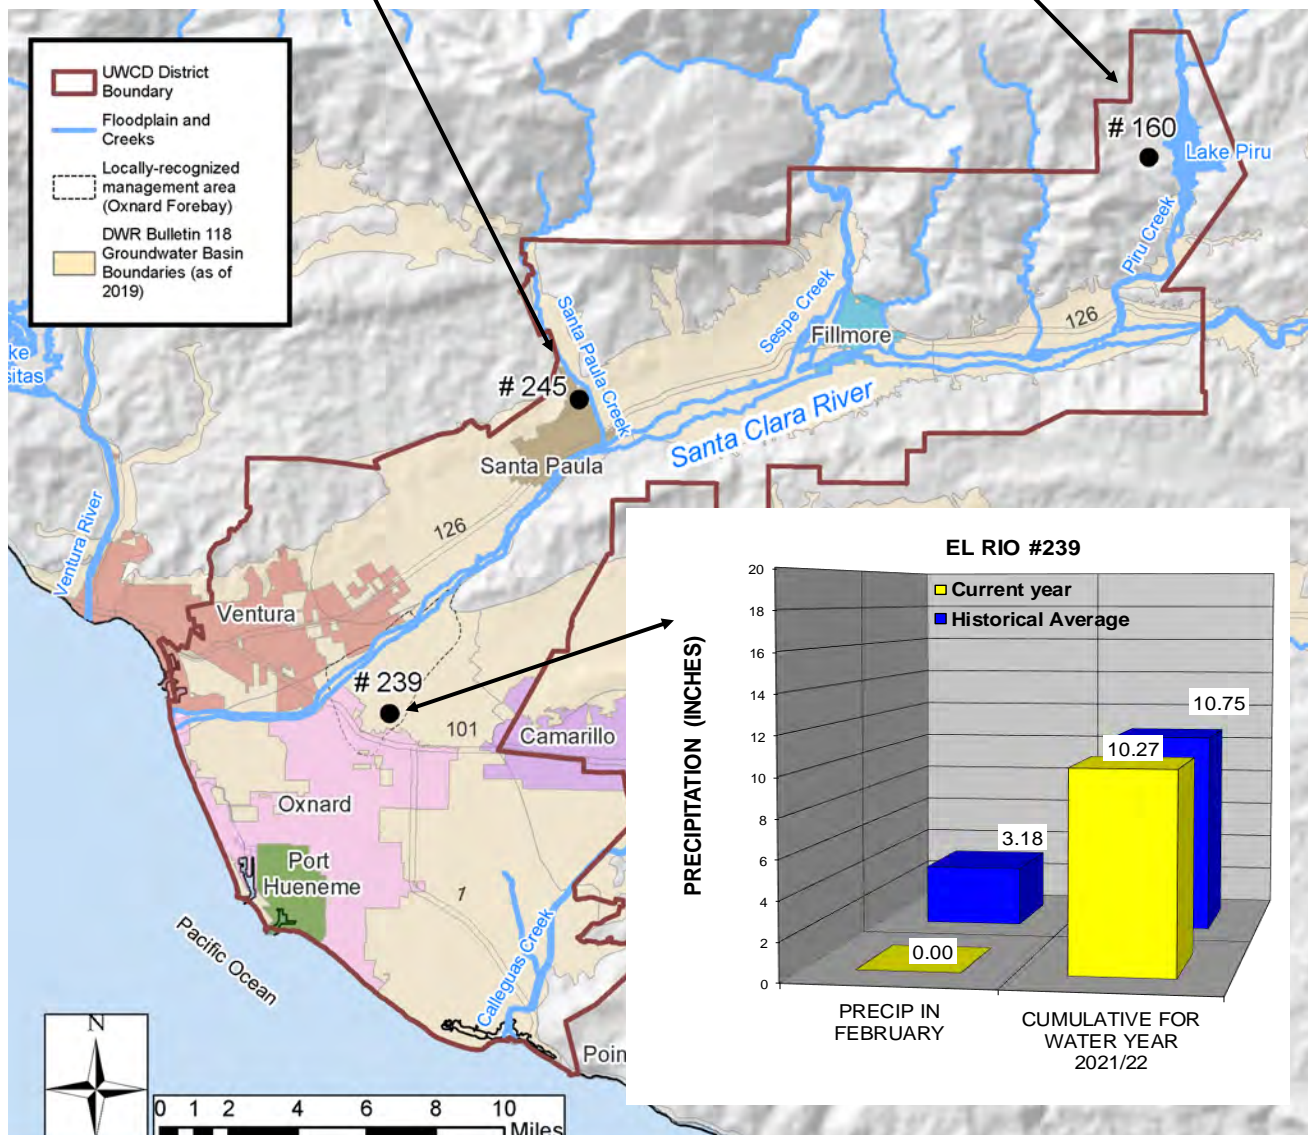 UWCD District
Boundary
Floodplain and
Creeks
Locally-recognized
management area
(Oxnard Forebay)
DWR Bulletin 118
Groundwater Basin
Boundaries (as of
2019)
# 160
Lake Piru
Piru Creek
126
Sespe Creek
Fillmore
Santa Paula Creek
# 245
Santa Clara River
Santa Paula
ke
sitas
126
Ventura River
Ventura
# 239
101
Camarillo
Oxnard
Port
Hueneme
1
Pacific Ocean
Calleguas Creek
Poin
N
0 1 2 4 6 8 10
Miles
EL RIO #239
Current year
Historical Average
PRECIPITATION (INCHES)
20
18
16
14
12
10
8
6
4
2
0
10.75
10.27
3.18
0.00
PRECIP IN
FEBRUARY
CUMULATIVE FOR
WATER YEAR
2021/22